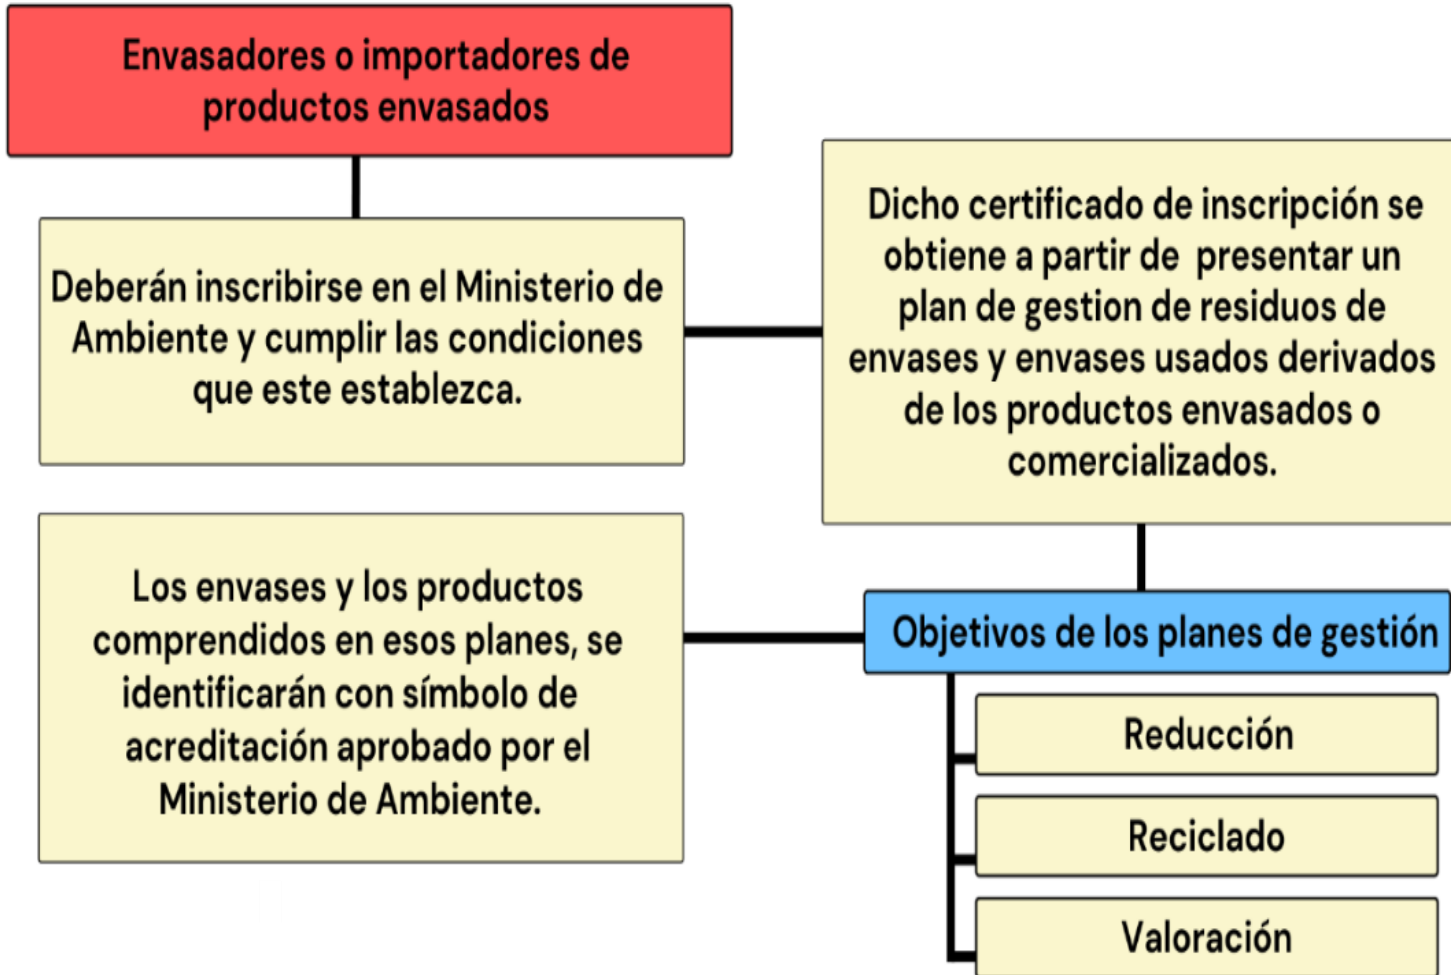 Envasadores o importadores de
productos envasados
Deberán inscribirse en el Ministerio de
Ambiente y cumplir las condiciones
que este establezca.
Dicho certificado de inscripción se
obtiene a partir de presentar un
plan de gestion de residuos de
envases y envases usados derivados
de los productos envasados o
comercializados.
Los envases y los productos
comprendidos en esos planes, se
identificarán con símbolo de
acreditación aprobado por el
Ministerio de Ambiente.
Objetivos de los planes de gestión
Reducción
Reciclado
Valoración